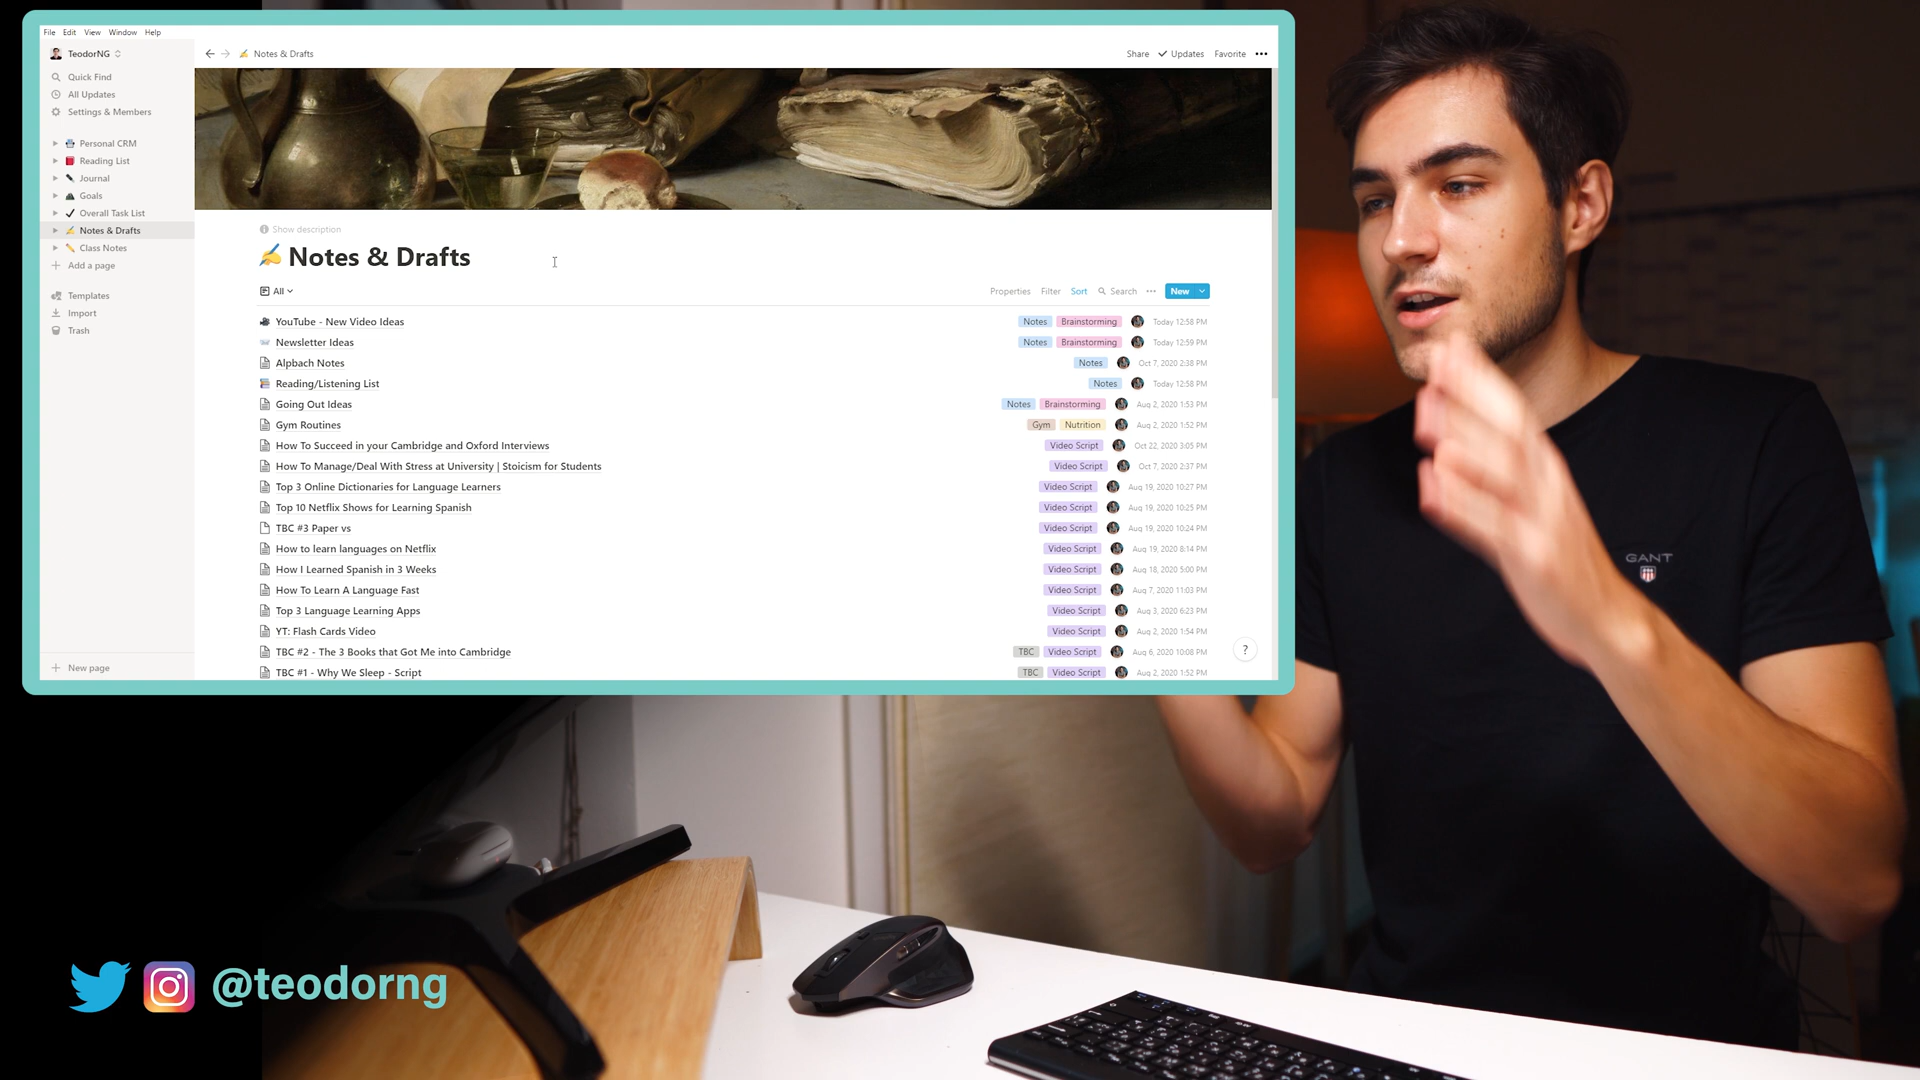 File Edit View Window Help
TeodorNG
Notes & Drafts
Share Updates Favorite
Quick Find
All Updates
Settings & Members
Personal CRM
Reading List
Journal
Goals
Overall Task List
Notes & Drafts
Class Notes
Add a page
Templates
Import
Trash
New page
Show description
Notes & Drafts
All
Properties Filter Sort Search New
YouTube - New Video Ideas Notes Brainstorming Today 12:58 PM
Newsletter Ideas Notes Brainstorming Today 12:59 PM
Alpbach Notes Notes Oct 7, 2020 2:38 PM
Reading/Listening List Notes Today 12:58 PM
Going Out Ideas Notes Brainstorming Aug 2, 2020 1:53 PM
Gym Routines Gym Nutrition Aug 2, 2020 1:52 PM
How To Succeed in your Cambridge and Oxford Interviews Video Script Oct 22, 2020 3:05 PM
How To Manage/Deal With Stress at University | Stoicism for Students Video Script Oct 7, 2020 2:37 PM
Top 3 Online Dictionaries for Language Learners Video Script Aug 19, 2020 10:27 PM
Top 10 Netflix Shows for Learning Spanish Video Script Aug 19, 2020 10:25 PM
TBC #3 Paper vs Video Script Aug 19, 2020 10:24 PM
How to learn languages on Netflix Video Script Aug 19, 2020 8:14 PM
How I Learned Spanish in 3 Weeks Video Script Aug 18, 2020 5:00 PM
How To Learn A Language Fast Video Script Aug 7, 2020 11:03 PM
Top 3 Language Learning Apps Video Script Aug 3, 2020 6:23 PM
YT: Flash Cards Video Video Script Aug 2, 2020 1:54 PM
TBC #2 - The 3 Books that Got Me into Cambridge TBC Video Script Aug 6, 2020 10:08 PM
TBC #1 - Why We Sleep - Script TBC Video Script Aug 2, 2020 1:52 PM
?
GANT
@teodorng